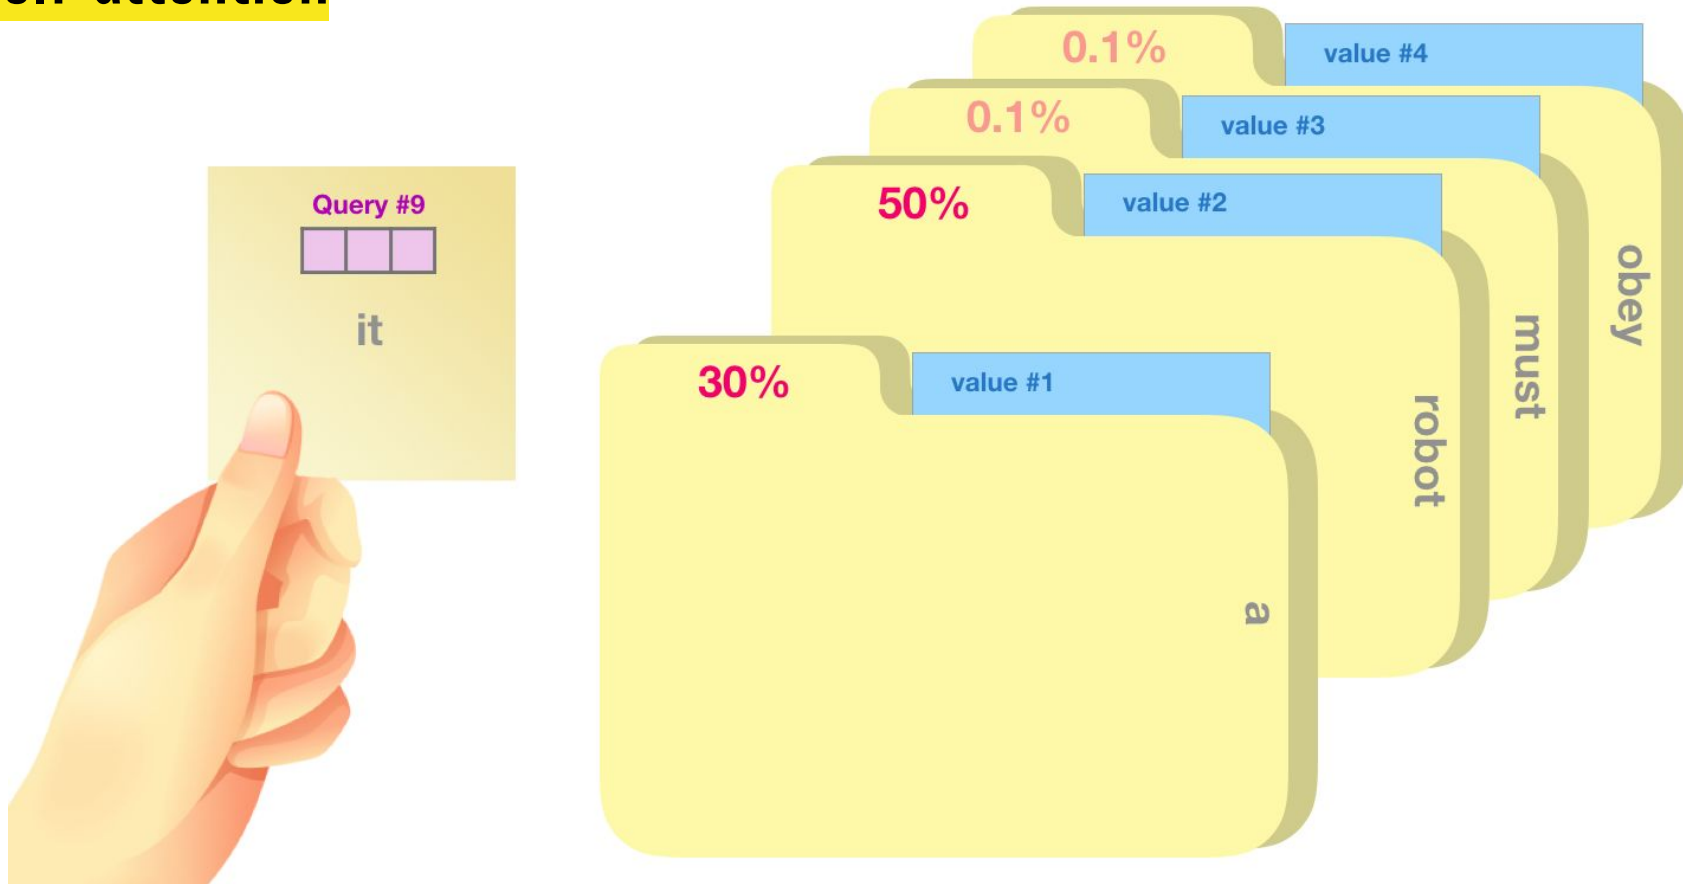 attention
Query #9
it
0.1%
value #4
0.1%
value #3
50%
value #2
30%
value #1
obey
must
robot
a